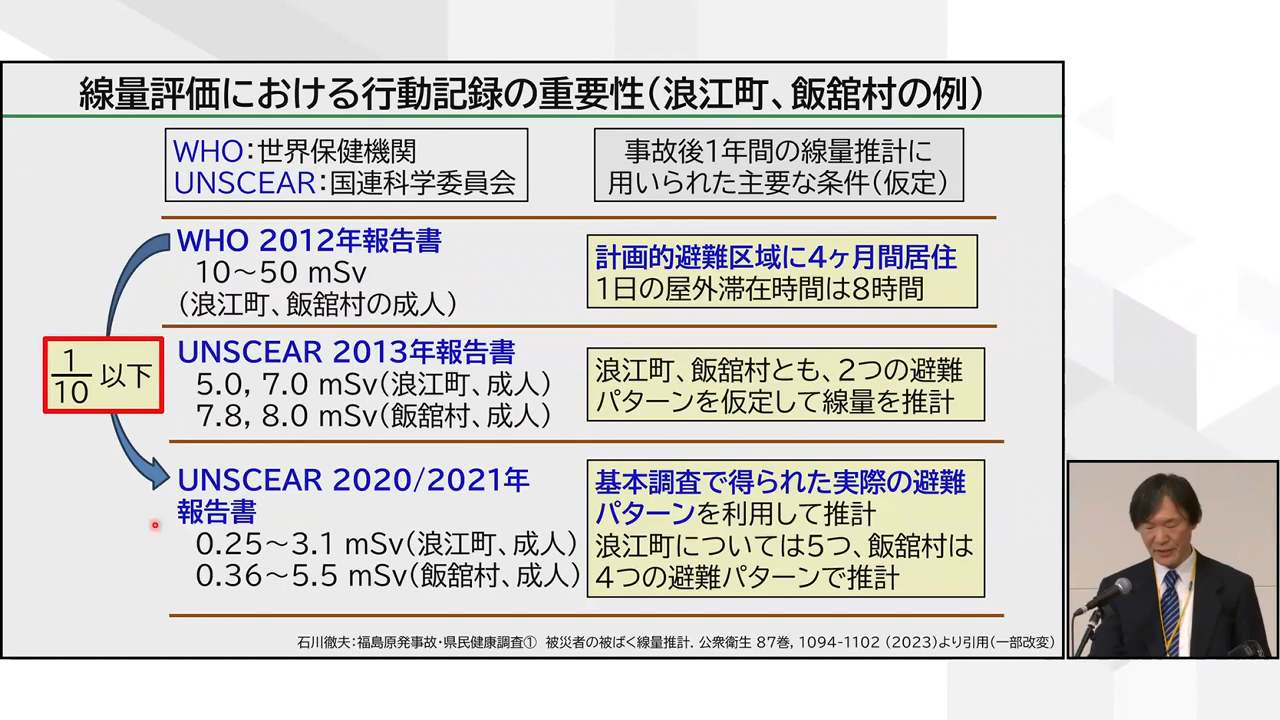 線量評価における行動記録の重要性(浪江町、飯舘村の例)
WHO:世界保健機関
UNSCEAR:国連科学委員会
事故後1年間の線量推計に
用いられた主要な条件(仮定)
WHO 2012年報告書
10~50 mSv
(浪江町、飯舘村の成人)
計画的避難区域に4ヶ月間居住
1日の屋外滞在時間は8時間
1/10 以下
UNSCEAR 2013年報告書
5.0, 7.0 mSv(浪江町、成人)
7.8, 8.0 mSv(飯舘村、成人)
浪江町、飯舘村とも、2つの避難
パターンを仮定して線量を推計
UNSCEAR 2020/2021年
報告書
0.25~3.1 mSv(浪江町、成人)
0.36~5.5 mSv(飯舘村、成人)
基本調査で得られた実際の避難
パターンを利用して推計
浪江町については5つ、飯舘村は
4つの避難パターンで推計
石川徹夫:福島原発事故・県民健康調査① 被災者の被ばく線量推計. 公衆衛生 87巻, 1094-1102 (2023)より引用(一部改変)